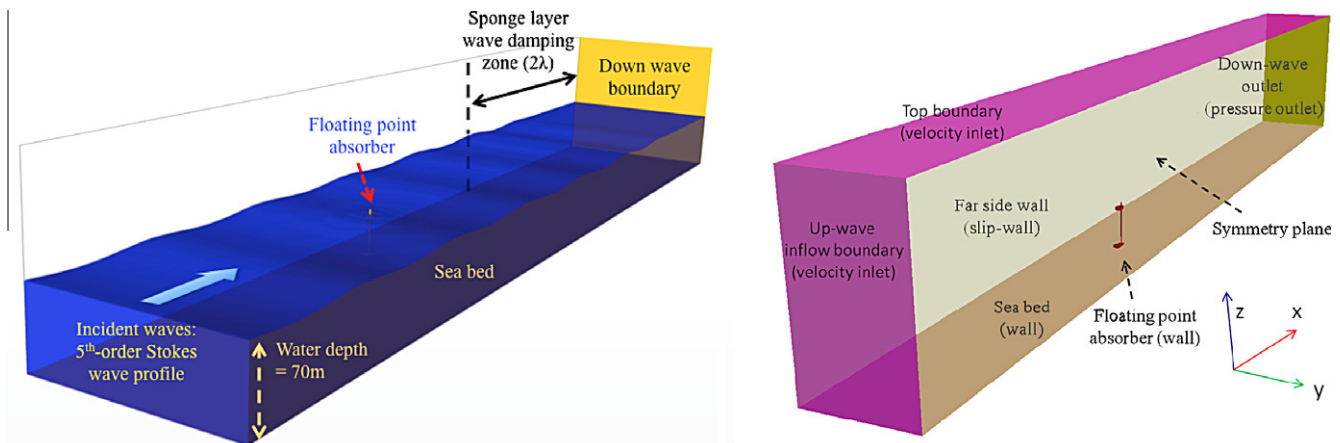 Sponge layer
wave damping
zone (2λ)
Down wave
boundary
Floating point
absorber
Sea bed
Incident waves:
5th-order Stokes
wave profile
Water depth
= 70m
Down-wave
outlet
(pressure outlet)
Top boundary
(velocity inlet)
Far side wall
(slip-wall)
Up-wave
inflow boundary
(velocity inlet)
Symmetry plane
Sea bed
(wall)
Floating point
absorber (wall)
z
x
y